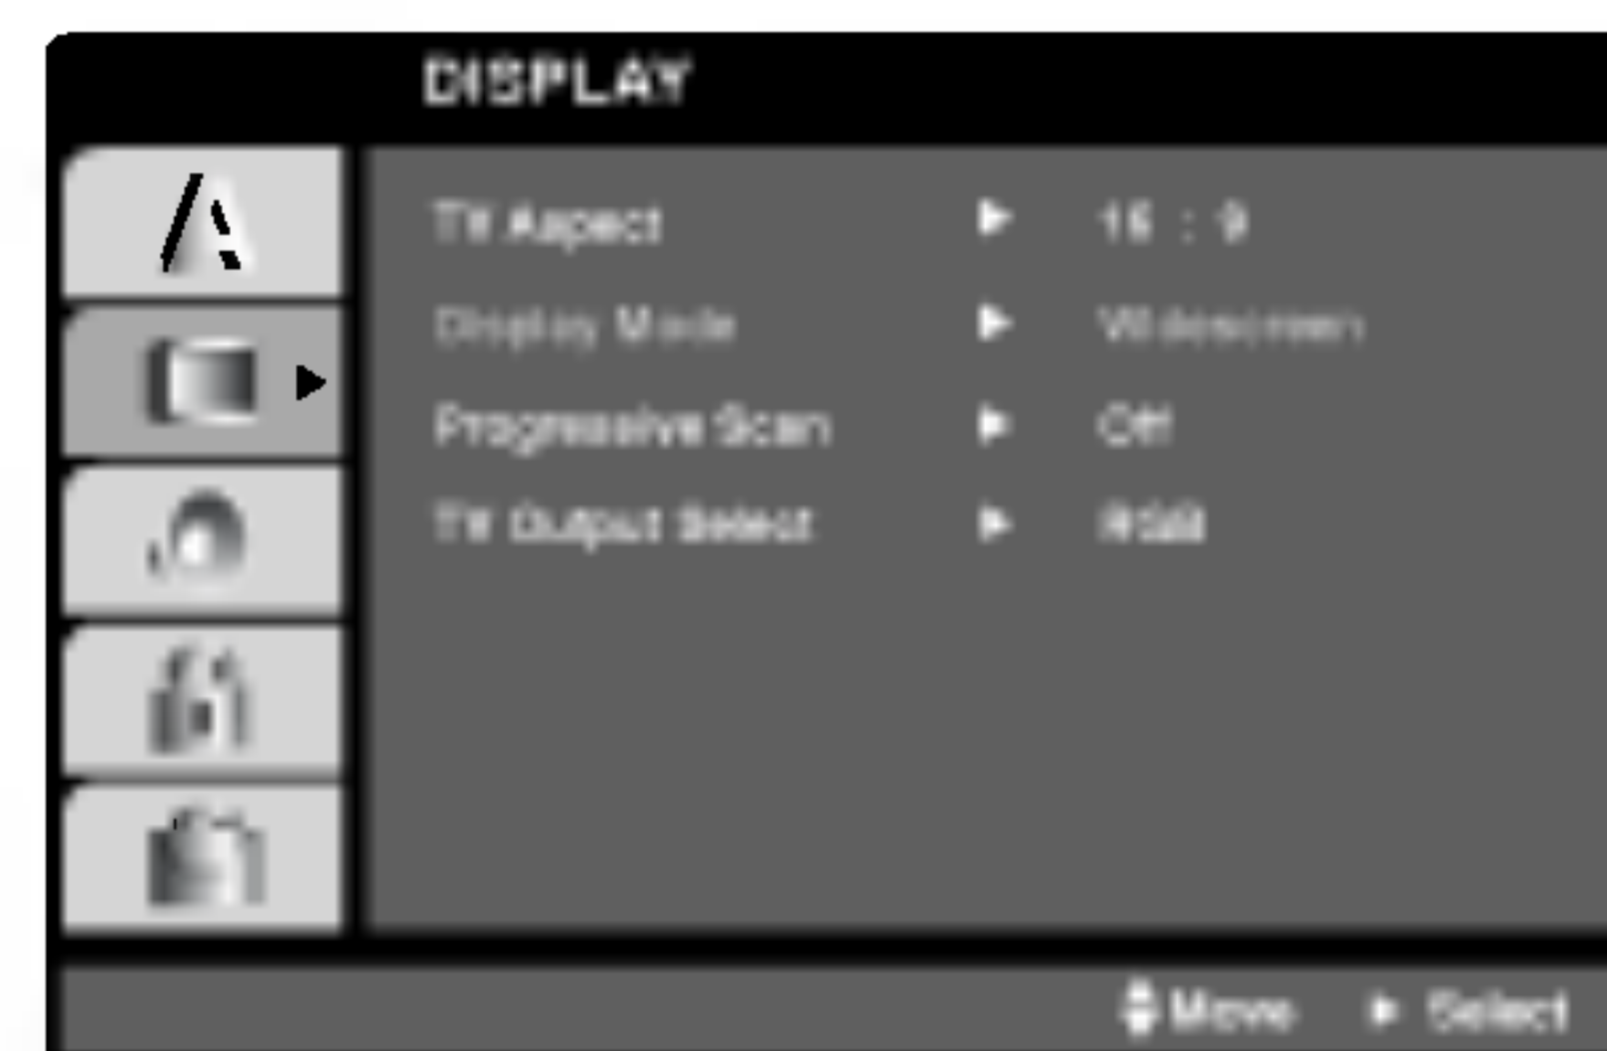 DISPLAY
TV Aspect 16 : 9
Display Mode Widescreen
Progressive Scan Off
TV Output Select RGB
Move Select